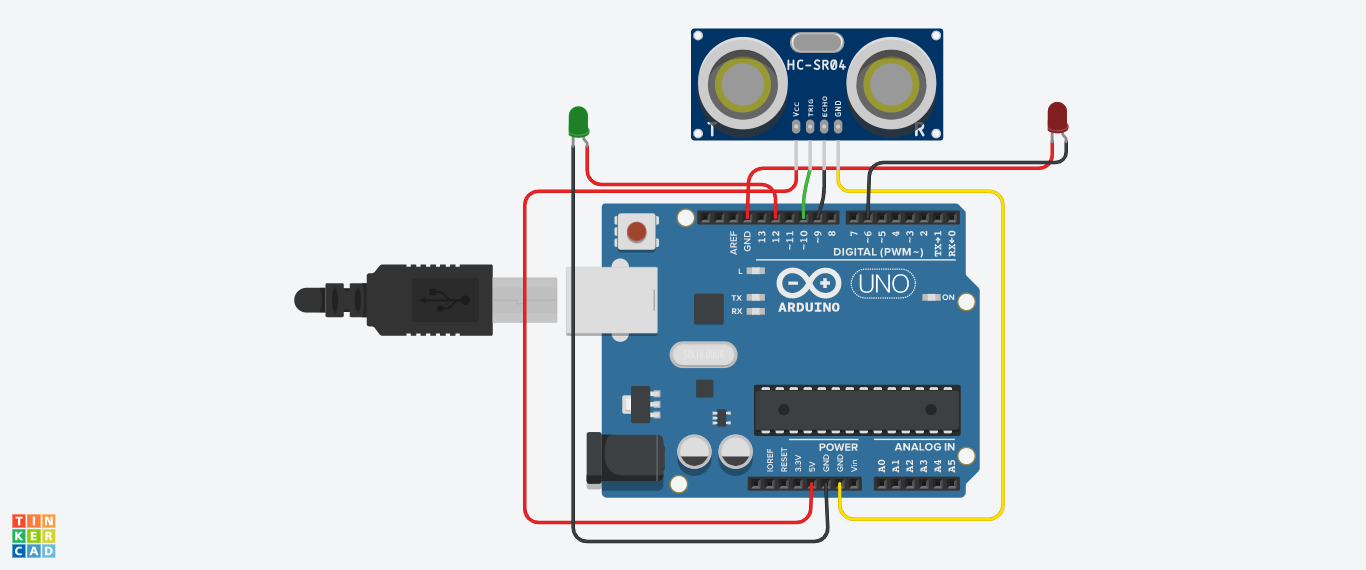 HC-SR04
VCC
TRIG
ECHO
GND
T
R
AREF
GND
13
12
~11
~10
~9
8
7
~6
~5
4
~3
2
TX→1
RX←0
DIGITAL (PWM~)
L
TX
RX
ARDUINO
UNO
ON
POWER
ANALOG IN
IOREF
RESET
3.3V
5V
GND
GND
Vin
A0
A1
A2
A3
A4
A5
TIN
KER
CAD